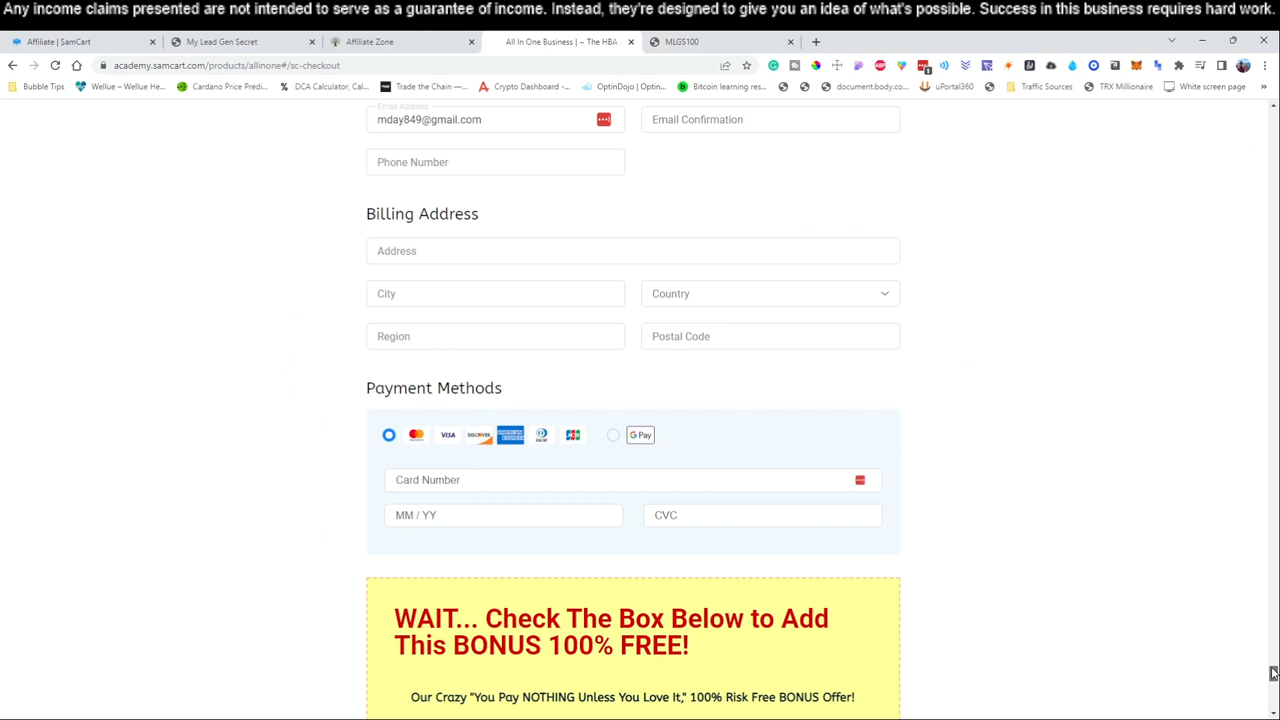 Any income claims presented are not intended to serve as a guarantee of income. Instead, they're designed to give you an idea of what's possible. Success in this business requires hard work.
Affiliate | SamCart
My Lead Gen Secret
Affiliate Zone
All In One Business | ~ The HBA
MLGS100
academy.samcart.com/products/allinone#/sc-checkout
Bubble Tips
Wellue – Wellue He...
Cardano Price Predi...
DCA Calculator, Cal...
Trade the Chain —...
Crypto Dashboard -...
OptinDojo | Optin...
Bitcoin learning res...
document.body.co...
uPortal360
Traffic Sources
TRX Millionaire
White screen page
»
Email Address
mday849@gmail.com
Email Confirmation
Phone Number
Billing Address
Address
City
Country
Region
Postal Code
Payment Methods
VISA
DISCOVER
AMERICAN EXPRESS
JCB
G Pay
Card Number
MM / YY
CVC
WAIT... Check The Box Below to Add
This BONUS 100% FREE!
Our Crazy "You Pay NOTHING Unless You Love It," 100% Risk Free BONUS Offer!